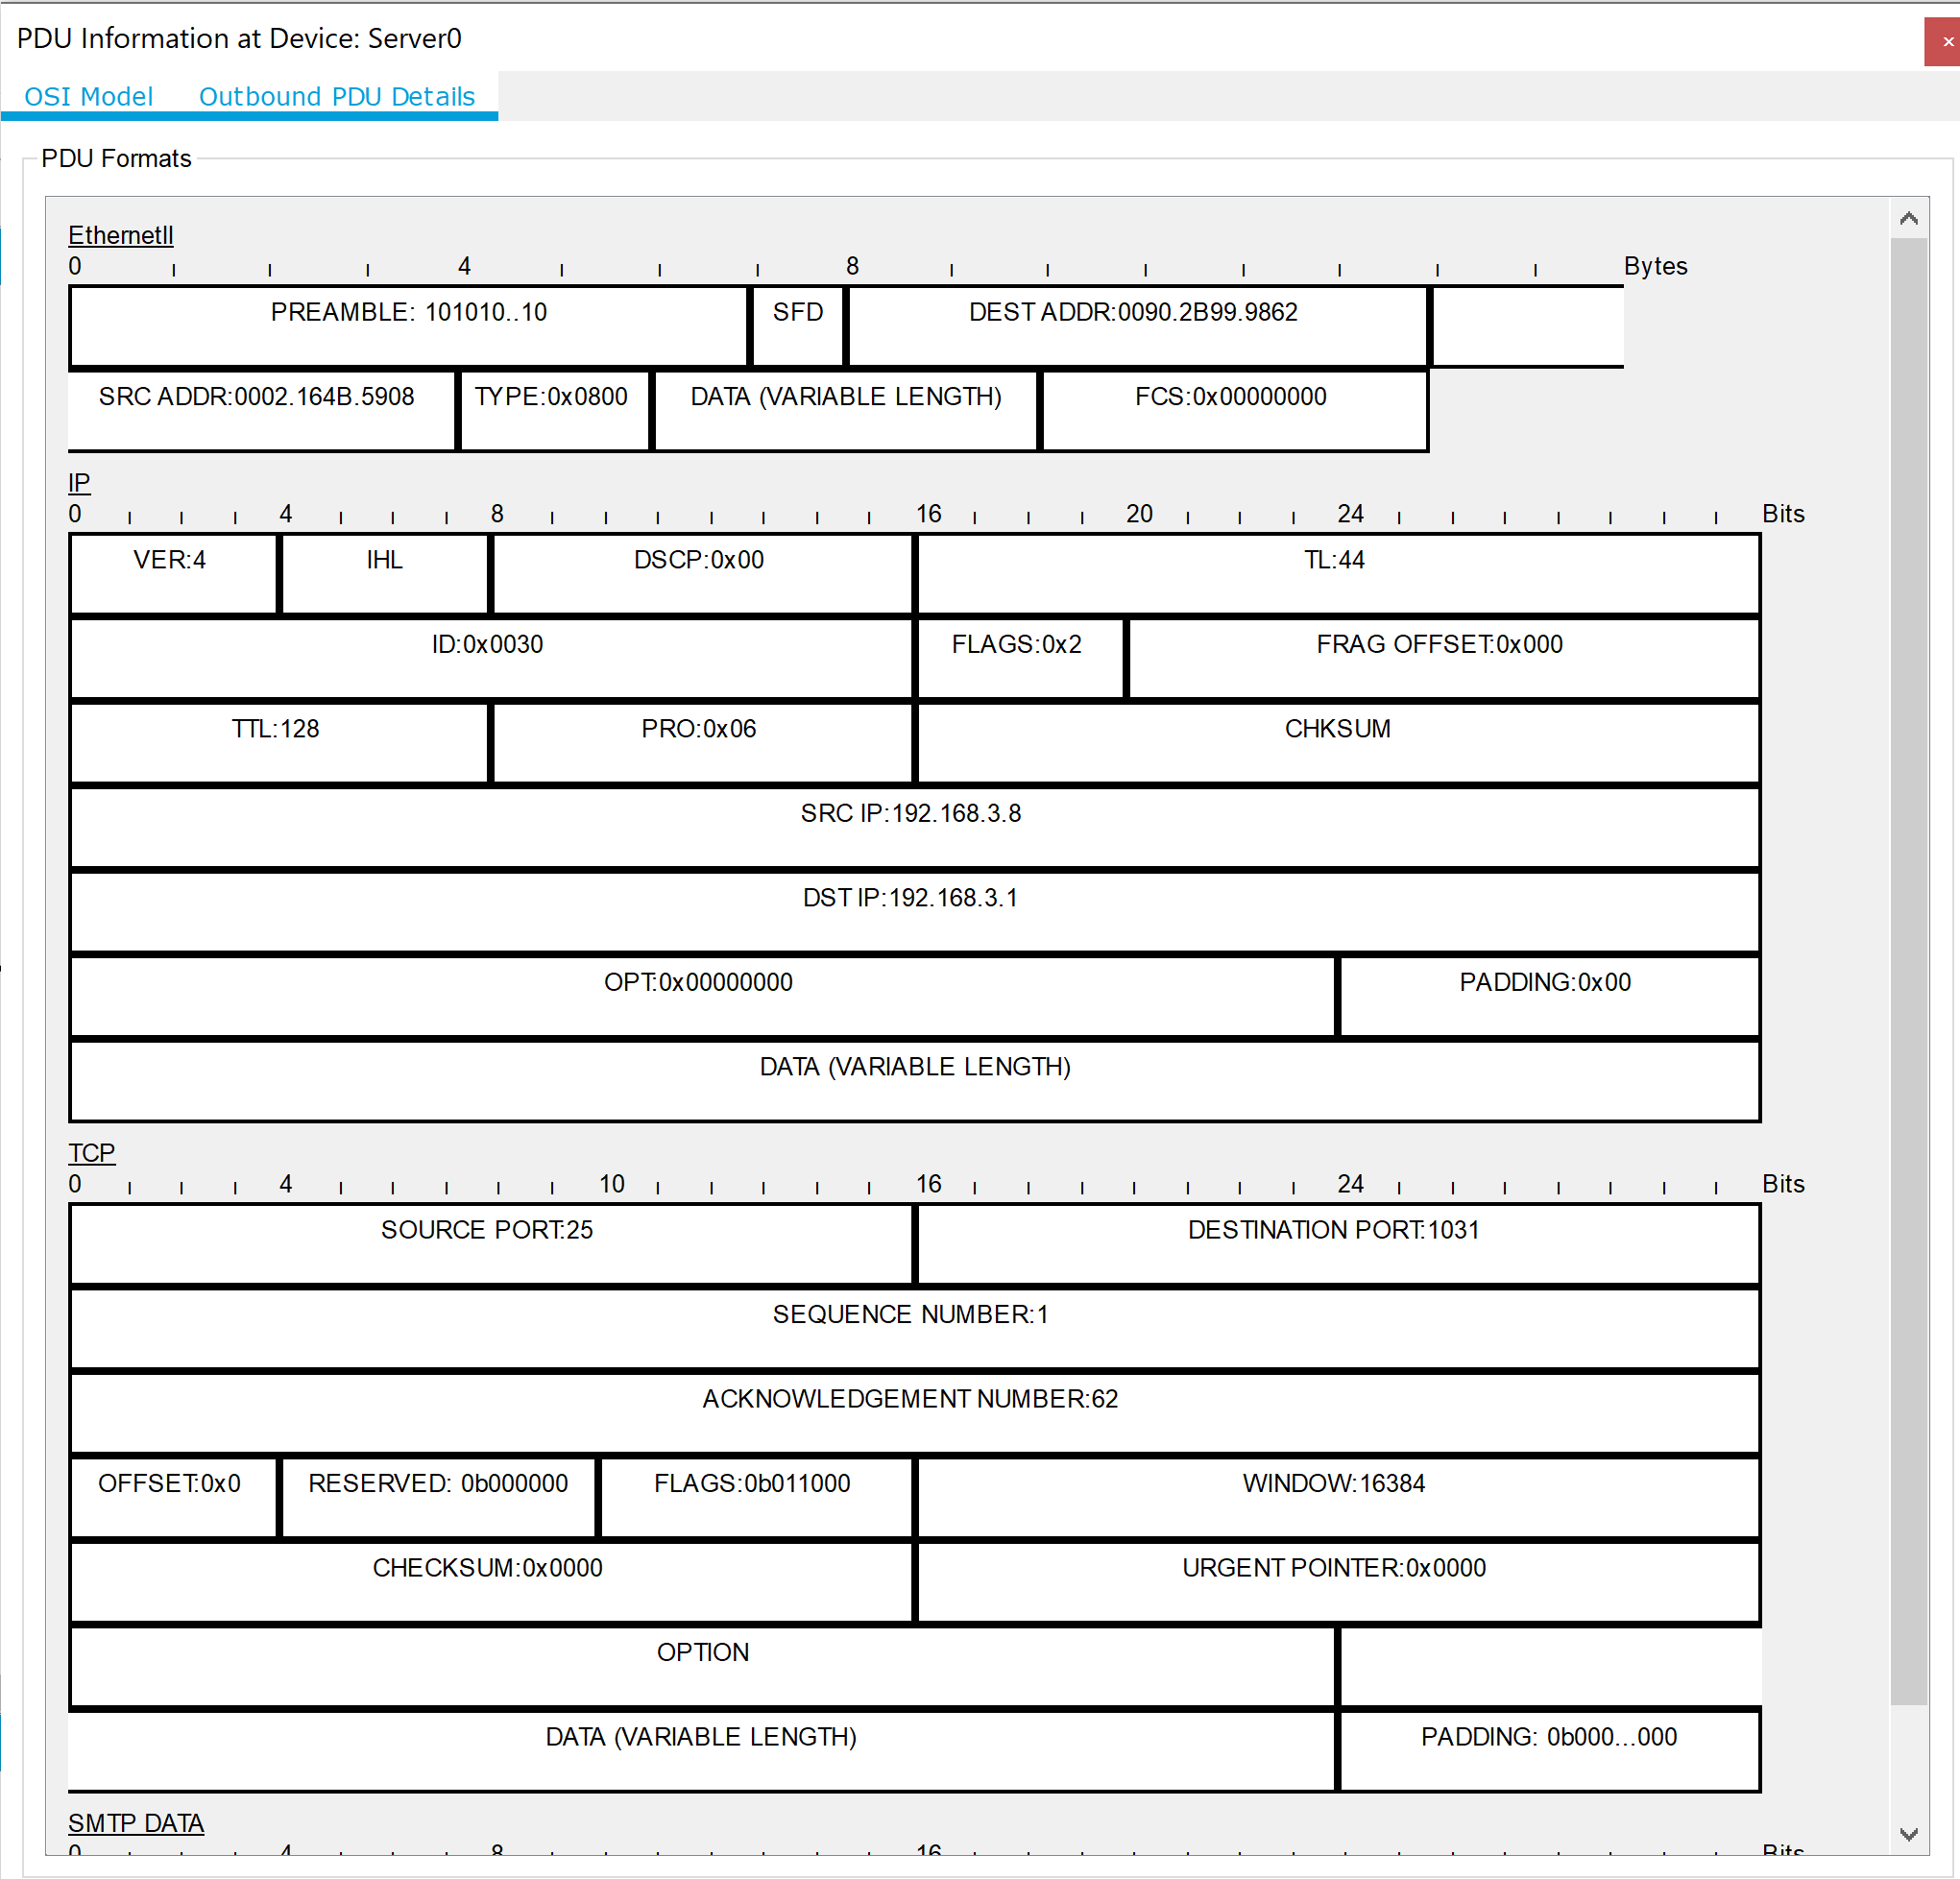 PDU Information at Device: Server0
×
OSI Model Outbound PDU Details
PDU Formats
EthernetII
0 4 8 Bytes
PREAMBLE: 101010..10 SFD DEST ADDR:0090.2B99.9862
SRC ADDR:0002.164B.5908 TYPE:0x0800 DATA (VARIABLE LENGTH) FCS:0x00000000
IP
0 4 8 16 20 24 Bits
VER:4 IHL DSCP:0x00 TL:44
ID:0x0030 FLAGS:0x2 FRAG OFFSET:0x000
TTL:128 PRO:0x06 CHKSUM
SRC IP:192.168.3.8
DST IP:192.168.3.1
OPT:0x00000000 PADDING:0x00
DATA (VARIABLE LENGTH)
TCP
0 4 10 16 24 Bits
SOURCE PORT:25 DESTINATION PORT:1031
SEQUENCE NUMBER:1
ACKNOWLEDGEMENT NUMBER:62
OFFSET:0x0 RESERVED: 0b000000 FLAGS:0b011000 WINDOW:16384
CHECKSUM:0x0000 URGENT POINTER:0x0000
OPTION
DATA (VARIABLE LENGTH) PADDING: 0b000...000
SMTP DATA
0 4 8 16 Bits